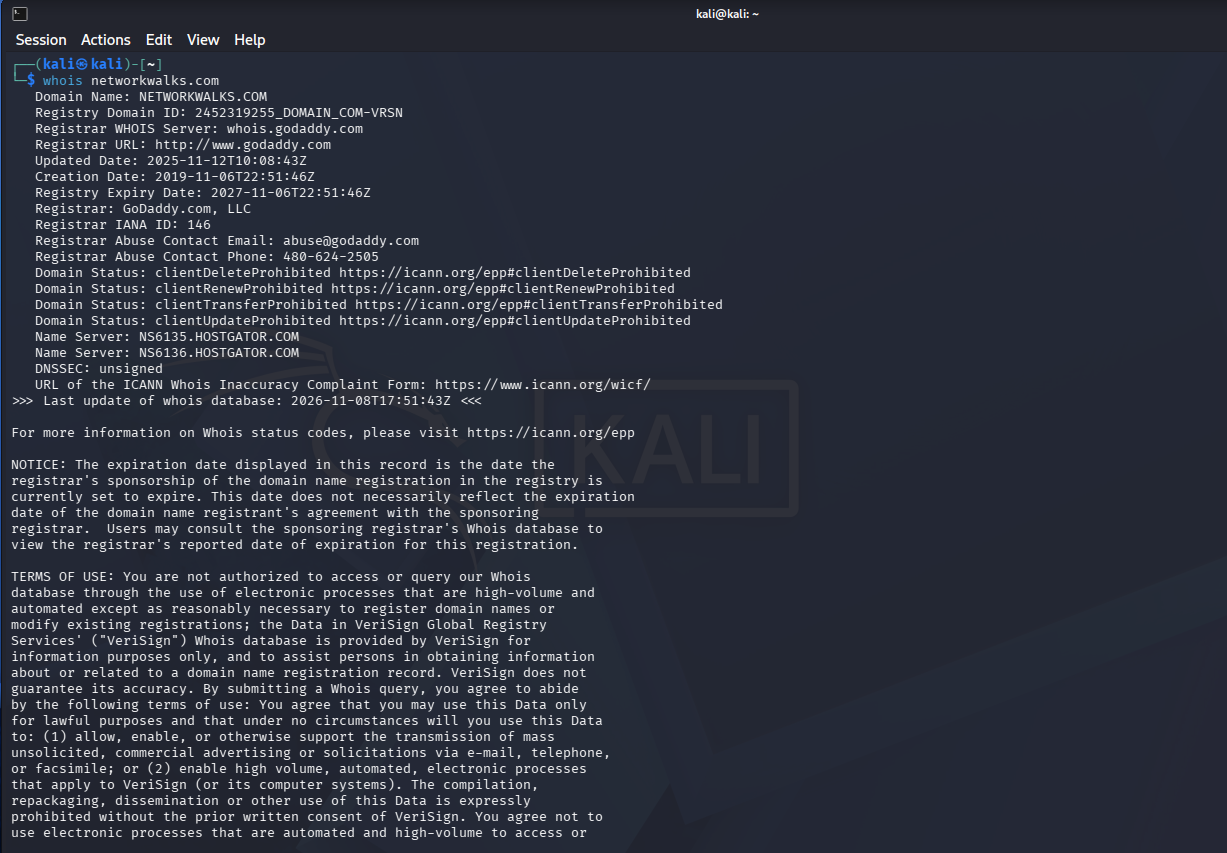 kali@kali: ~
Session Actions Edit View Help
┌──(kali㉿kali)-[~]
└─$ whois networkwalks.com
Domain Name: NETWORKWALKS.COM
Registry Domain ID: 2452319255_DOMAIN_COM-VRSN
Registrar WHOIS Server: whois.godaddy.com
Registrar URL: http://www.godaddy.com
Updated Date: 2025-11-12T10:08:43Z
Creation Date: 2019-11-06T22:51:46Z
Registry Expiry Date: 2027-11-06T22:51:46Z
Registrar: GoDaddy.com, LLC
Registrar IANA ID: 146
Registrar Abuse Contact Email: abuse@godaddy.com
Registrar Abuse Contact Phone: 480-624-2505
Domain Status: clientDeleteProhibited https://icann.org/epp#clientDeleteProhibited
Domain Status: clientRenewProhibited https://icann.org/epp#clientRenewProhibited
Domain Status: clientTransferProhibited https://icann.org/epp#clientTransferProhibited
Domain Status: clientUpdateProhibited https://icann.org/epp#clientUpdateProhibited
Name Server: NS6135.HOSTGATOR.COM
Name Server: NS6136.HOSTGATOR.COM
DNSSEC: unsigned
URL of the ICANN Whois Inaccuracy Complaint Form: https://www.icann.org/wicf/
>>> Last update of whois database: 2026-11-08T17:51:43Z <<<
For more information on Whois status codes, please visit https://icann.org/epp
KALI
NOTICE: The expiration date displayed in this record is the date the
registrar's sponsorship of the domain name registration in the registry is
currently set to expire. This date does not necessarily reflect the expiration
date of the domain name registrant's agreement with the sponsoring
registrar.  Users may consult the sponsoring registrar's Whois database to
view the registrar's reported date of expiration for this registration.
TERMS OF USE: You are not authorized to access or query our Whois
database through the use of electronic processes that are high-volume and
automated except as reasonably necessary to register domain names or
modify existing registrations; the Data in VeriSign Global Registry
Services' ("VeriSign") Whois database is provided by VeriSign for
information purposes only, and to assist persons in obtaining information
about or related to a domain name registration record. VeriSign does not
guarantee its accuracy. By submitting a Whois query, you agree to abide
by the following terms of use: You agree that you may use this Data only
for lawful purposes and that under no circumstances will you use this Data
to: (1) allow, enable, or otherwise support the transmission of mass
unsolicited, commercial advertising or solicitations via e-mail, telephone,
or facsimile; or (2) enable high volume, automated, electronic processes
that apply to VeriSign (or its computer systems). The compilation,
repackaging, dissemination or other use of this Data is expressly
prohibited without the prior written consent of VeriSign. You agree not to
use electronic processes that are automated and high-volume to access or